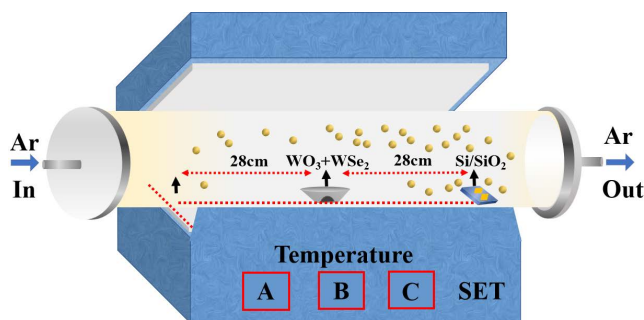 Ar
In
28cm
WO₃+WSe₂
28cm
Si/SiO₂
Ar
Out
Temperature
A B C SET